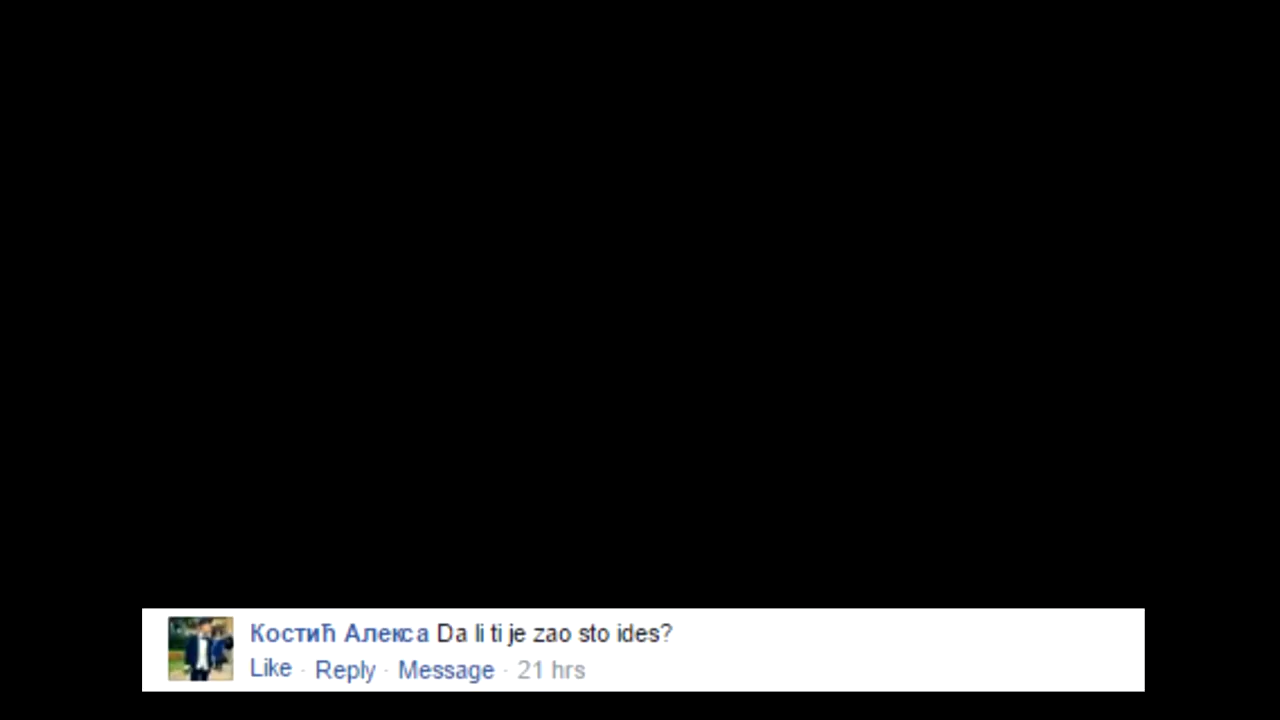 Костић Алекса Da li ti je zao sto ides?
Like · Reply · Message · 21 hrs